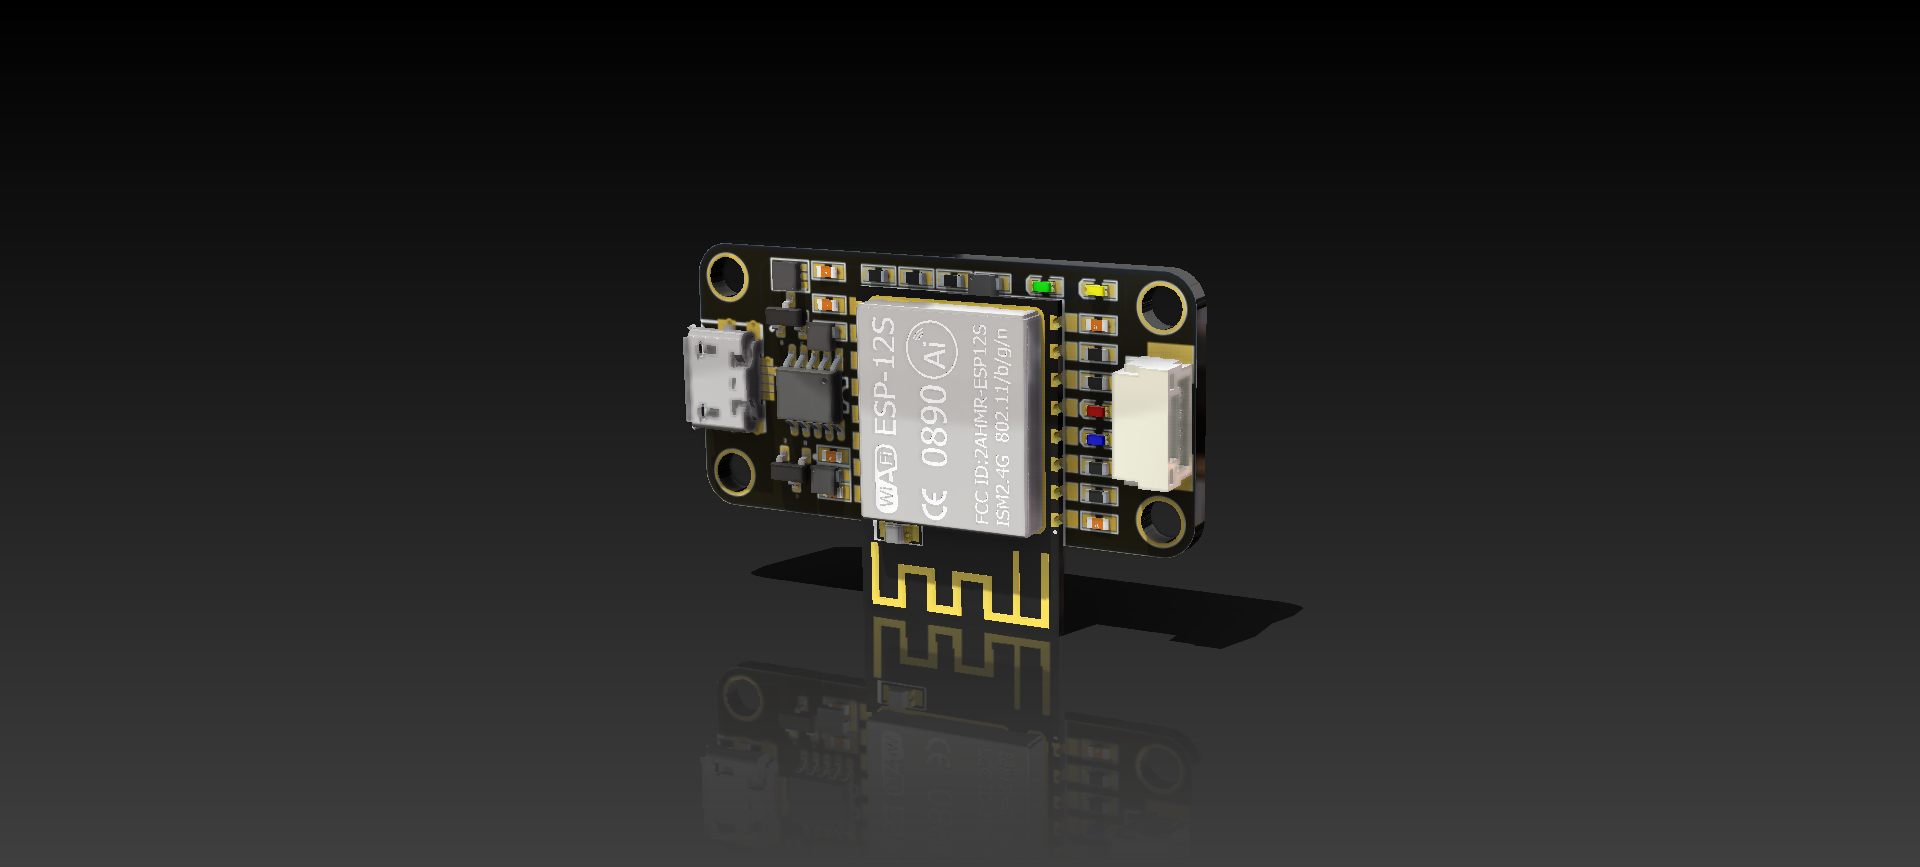 WiFi ESP-12S
CE 0890 Ai
FCC ID:2AHMR-ESP12S
ISM2.4G 802.11/b/g/n